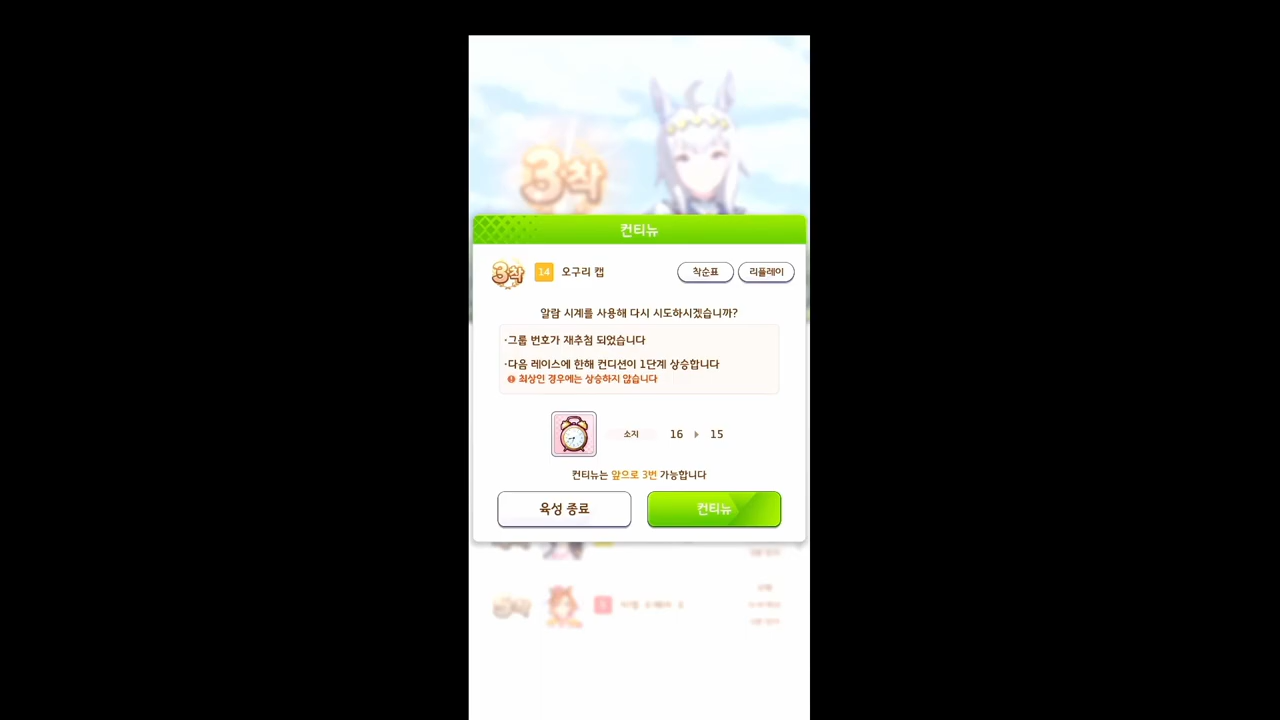 3착
컨티뉴
3착 14 오구리 캡 착순표 리플레이
알람 시계를 사용해 다시 시도하시겠습니까?
·그룹 번호가 재추첨 되었습니다
·다음 레이스에 한해 컨디션이 1단계 상승합니다
최상인 경우에는 상승하지 않습니다
소지 16 15
컨티뉴는 앞으로 3번 가능합니다
육성 종료 컨티뉴